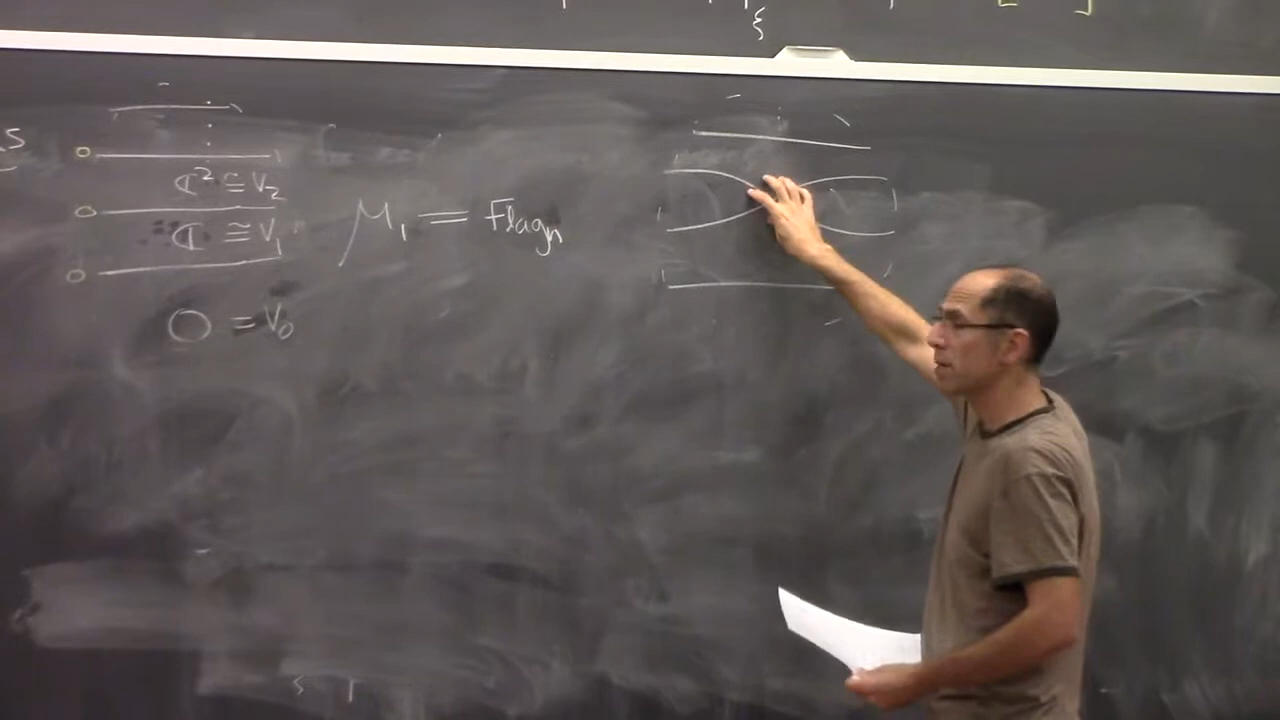 s
ℂ² ≅ V₂
ℂ ≅ V₁
0 = V₀
M₁ = Flagₙ